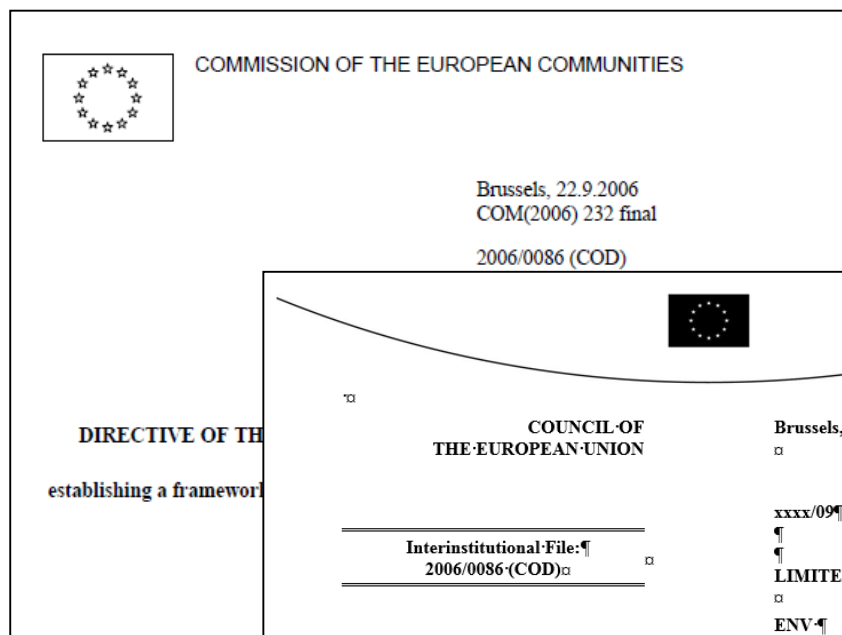 COMMISSION OF THE EUROPEAN COMMUNITIES
Brussels, 22.9.2006
COM(2006) 232 final
2006/0086 (COD)
DIRECTIVE OF TH
establishing a framework
¤
COUNCIL·OF
THE·EUROPEAN·UNION
Brussels,
¤
xxxx/09¶
¶
¶
Interinstitutional·File:¶
2006/0086·(COD)¤
¤
LIMITE
¤
ENV·¶